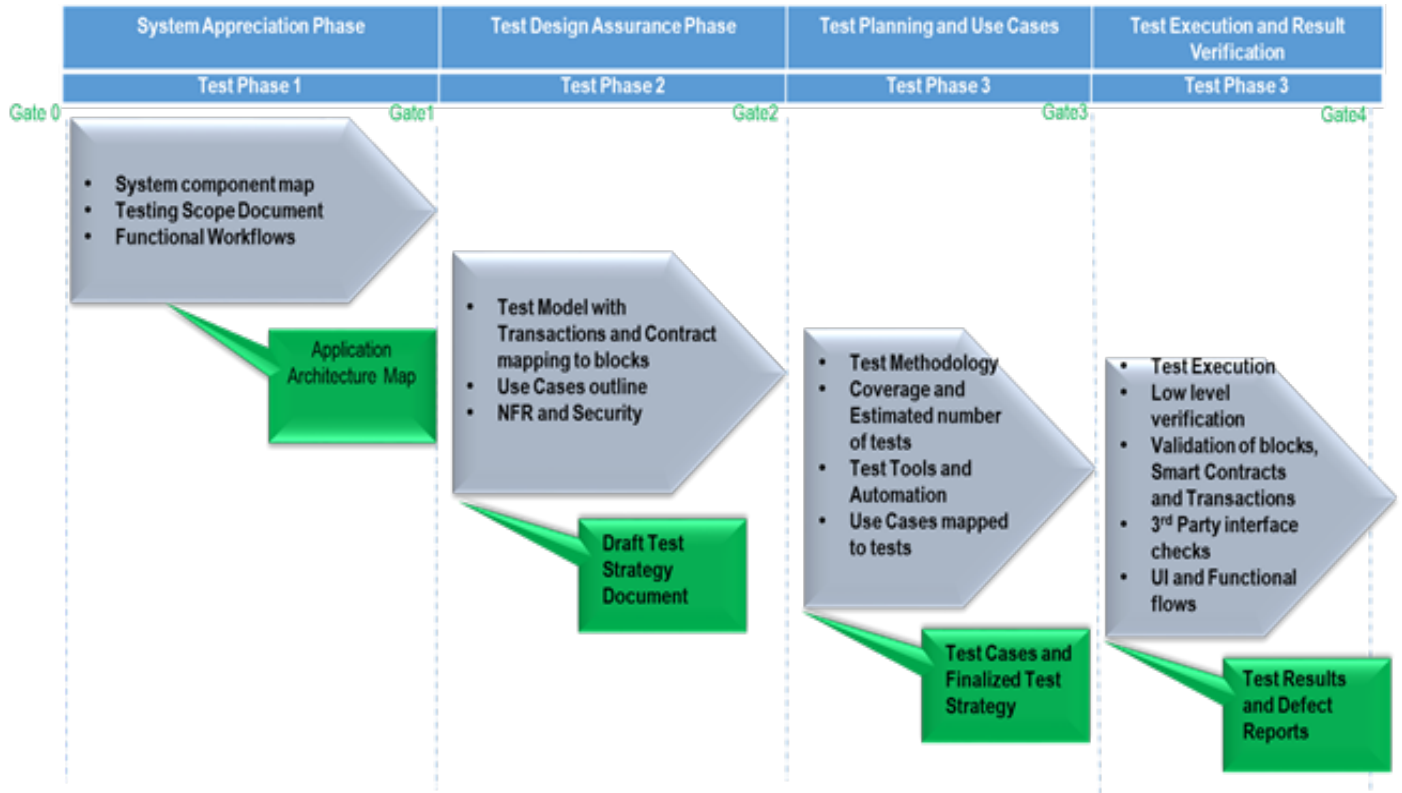 System Appreciation Phase
Test Design Assurance Phase
Test Planning and Use Cases
Test Execution and Result
Verification
Test Phase 1
Test Phase 2
Test Phase 3
Test Phase 3
Gate 0
Gate1
Gate2
Gate3
Gate4
• System component map
• Testing Scope Document
• Functional Workflows
Application
Architecture Map
• Test Model with
Transactions and Contract
mapping to blocks
• Use Cases outline
• NFR and Security
Draft Test
Strategy
Document
• Test Methodology
• Coverage and
Estimated number
of tests
• Test Tools and
Automation
• Use Cases mapped
to tests
Test Cases and
Finalized Test
Strategy
• Test Execution
• Low level
verification
• Validation of blocks,
Smart Contracts
and Transactions
• 3rd Party interface
checks
• UI and Functional
flows
Test Results
and Defect
Reports